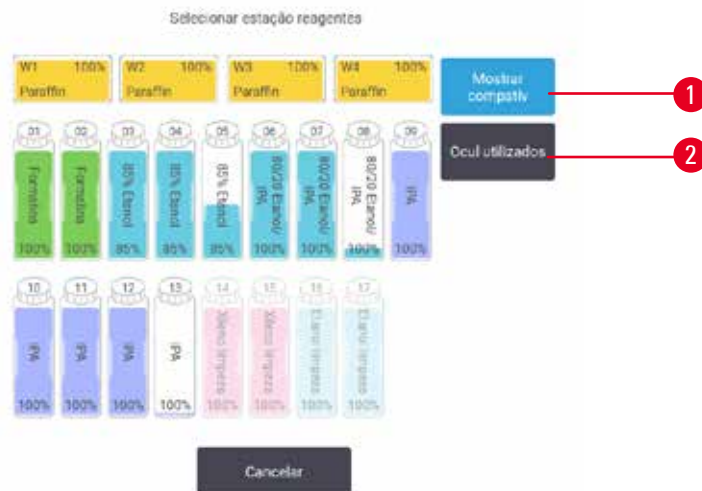 Selecionar estação reagentes
W1 100%
Paraffin
W2 100%
Paraffin
W3 100%
Paraffin
W4 100%
Paraffin
Mostrar
compatív
1
Ocul utilizados
2
01
Formalina
100%
02
Formalina
100%
03
85% Etanol
85%
04
85% Etanol
85%
05
85% Etanol
85%
06
80/20 Etanol/
IPA
100%
07
80/20 Etanol/
IPA
100%
08
80/20 Etanol/
IPA
100%
09
IPA
100%
10
IPA
100%
11
IPA
100%
12
IPA
100%
13
IPA
100%
14
Xileno limpeza
100%
15
Xileno limpeza
100%
16
Etano limpeza
100%
17
Etano limpeza
100%
Cancelar